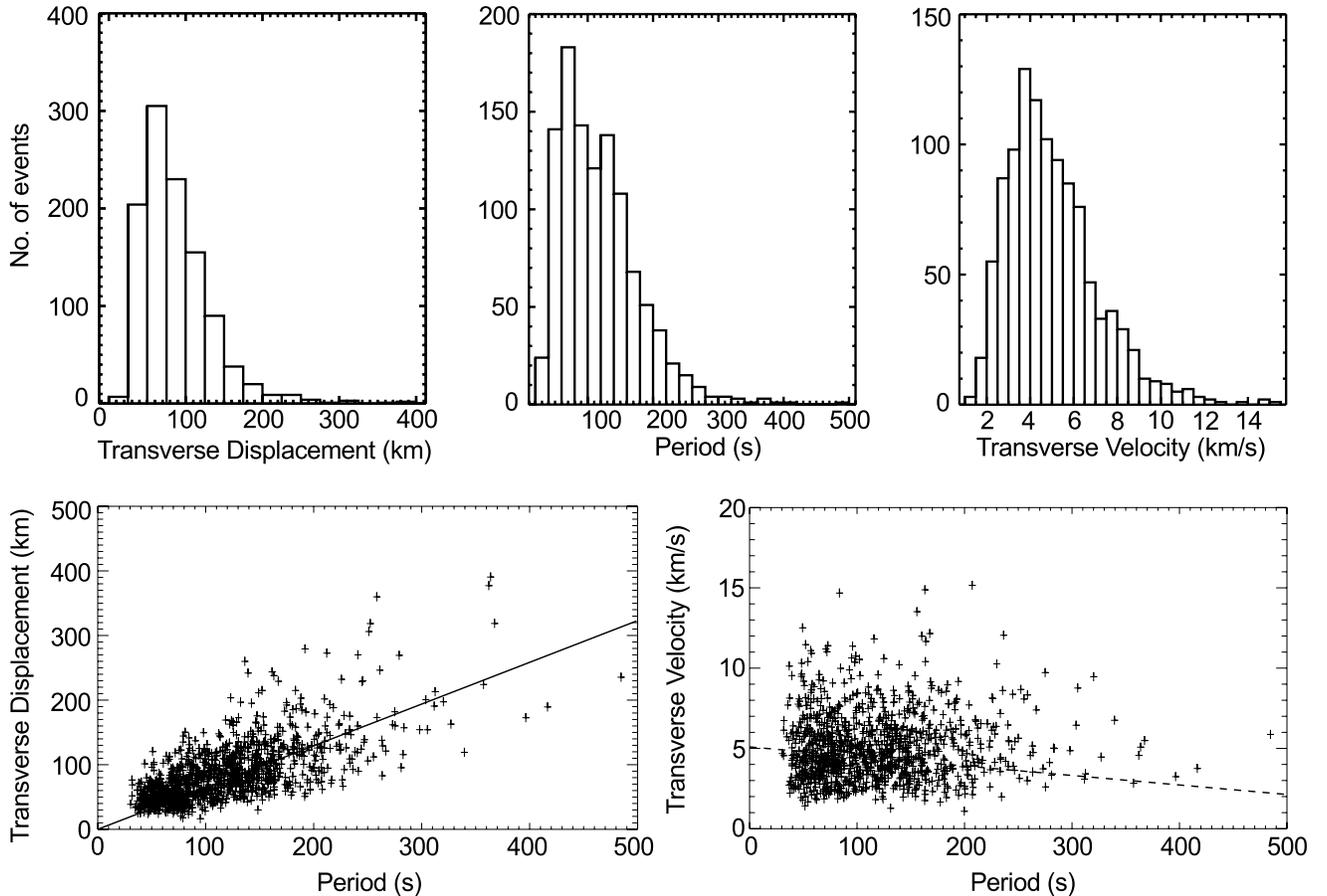 400
300
200
100
0
0 100 200 300 400
No. of events
Transverse Displacement (km)
200
150
100
50
0
100 200 300 400 500
Period (s)
150
100
50
0
2 4 6 8 10 12 14
Transverse Velocity (km/s)
500
400
300
200
100
0
0 100 200 300 400 500
Transverse Displacement (km)
Period (s)
20
15
10
5
0
0 100 200 300 400 500
Transverse Velocity (km/s)
Period (s)